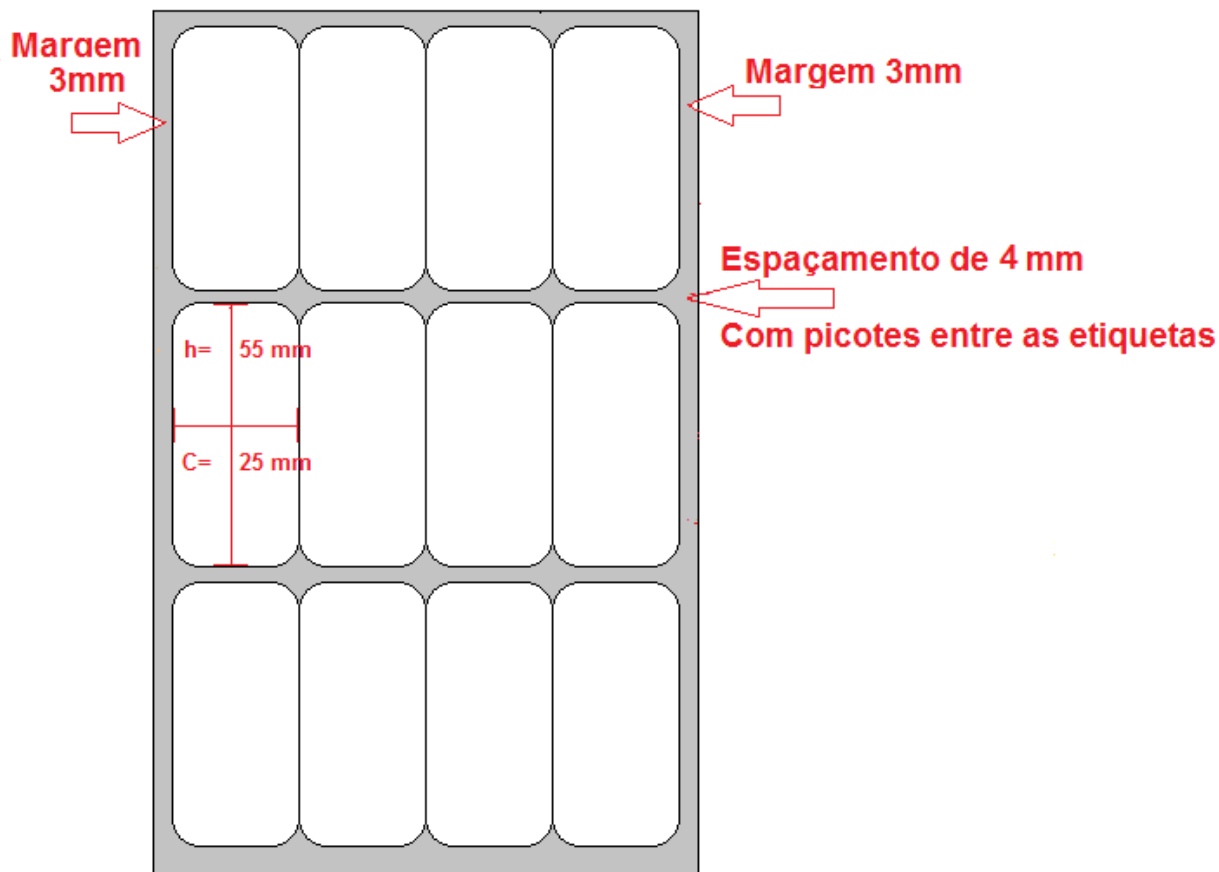 Margem
3mm
Margem 3mm
Espaçamento de 4 mm
Com picotes entre as etiquetas
h= 55 mm
C= 25 mm